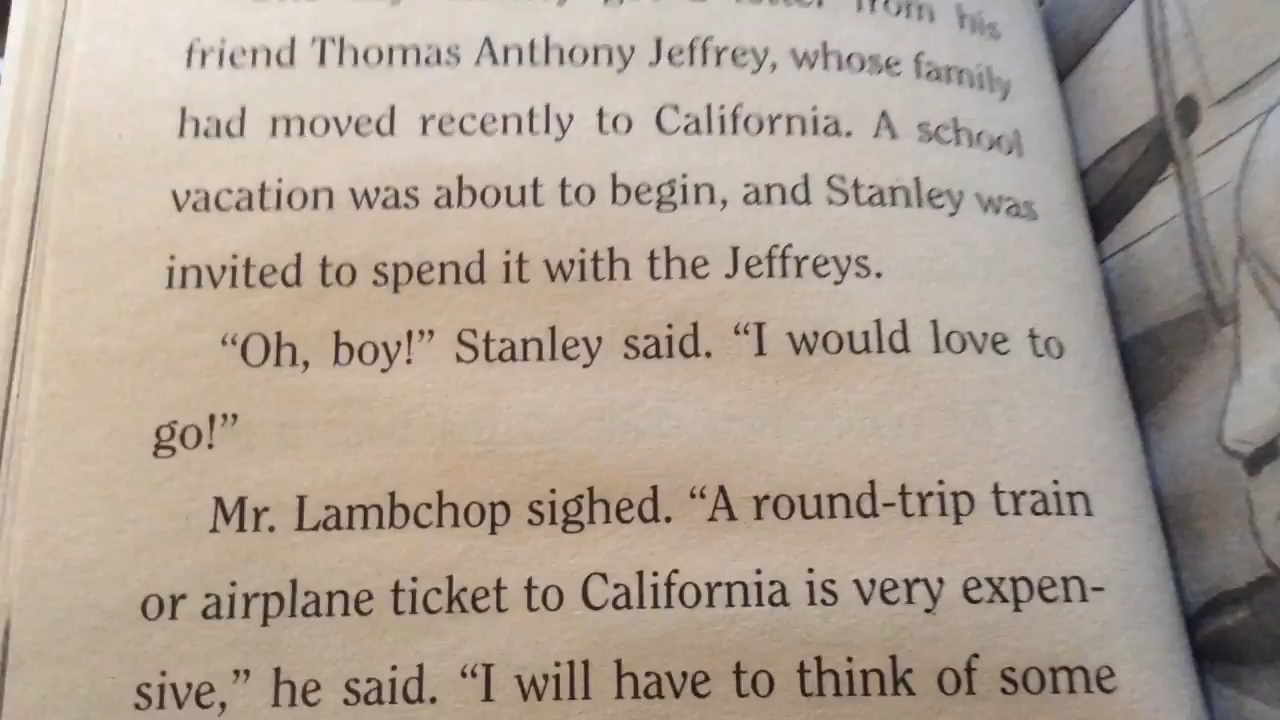 from his
friend Thomas Anthony Jeffrey, whose family
had moved recently to California. A school
vacation was about to begin, and Stanley was
invited to spend it with the Jeffreys.
“Oh, boy!” Stanley said. “I would love to
go!”
Mr. Lambchop sighed. “A round-trip train
or airplane ticket to California is very expen-
sive,” he said. “I will have to think of some